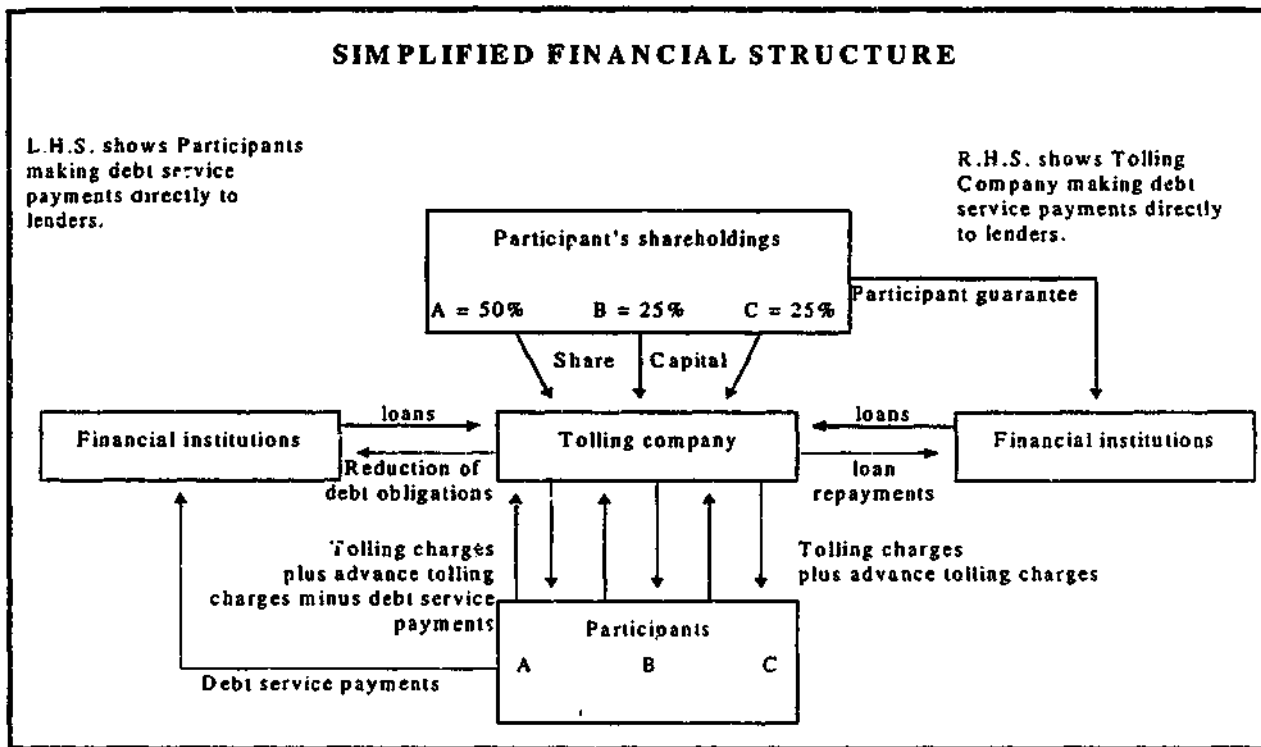 SIMPLIFIED FINANCIAL STRUCTURE
L.H.S. shows Participants
making debt service
payments directly to
lenders.
R.H.S. shows Tolling
Company making debt
service payments directly
to lenders.
Participant's shareholdings
A = 50% B = 25% C = 25%
Participant guarantee
Share Capital
Financial institutions
loans
Reduction of
debt obligations
Tolling company
loans
loan
repayments
Financial institutions
Tolling charges
plus advance tolling
charges minus debt service
payments
Tolling charges
plus advance tolling charges
Participants
A B C
Debt service payments